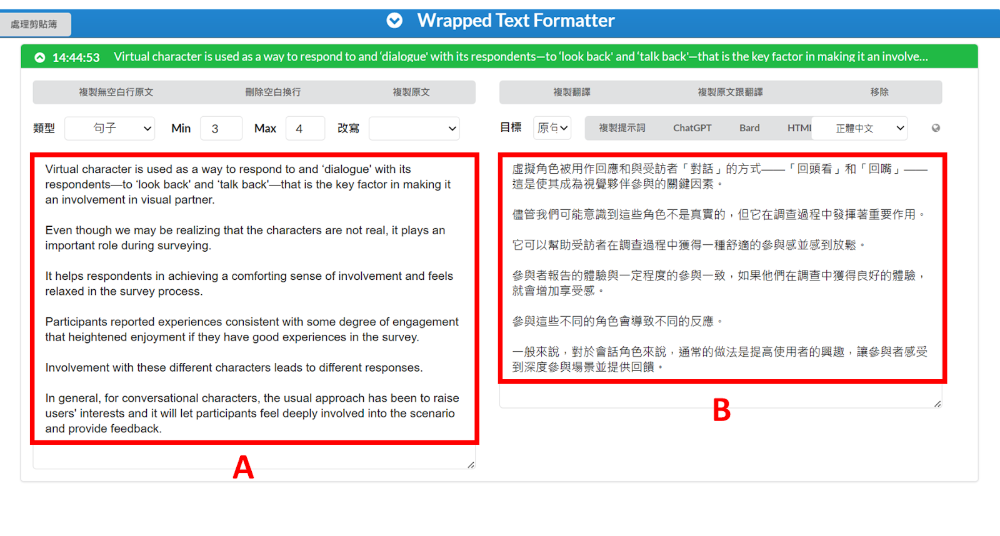 處理剪貼簿
Wrapped Text Formatter
14:44:53 Virtual character is used as a way to respond to and ‘dialogue' with its respondents—to ‘look back' and ‘talk back'—that is the key factor in making it an involve...
複製無空白行原文 刪除空白換行 複製原文
類型 句子 Min 3 Max 4 改寫
Virtual character is used as a way to respond to and ‘dialogue' with its
respondents—to ‘look back' and ‘talk back'—that is the key factor in making it
an involvement in visual partner.
Even though we may be realizing that the characters are not real, it plays an
important role during surveying.
It helps respondents in achieving a comforting sense of involvement and feels
relaxed in the survey process.
Participants reported experiences consistent with some degree of engagement
that heightened enjoyment if they have good experiences in the survey.
Involvement with these different characters leads to different responses.
In general, for conversational characters, the usual approach has been to raise
users' interests and it will let participants feel deeply involved into the scenario
and provide feedback.
A
複製翻譯 複製原文跟翻譯 移除
目標 原句 複製提示詞 ChatGPT Bard HTML 正體中文
虛擬角色被用作回應和與受訪者「對話」的方式——「回頭看」和「回嘴」——
這是使其成為視覺夥伴參與的關鍵因素。
儘管我們可能意識到這些角色不是真實的，但它在調查過程中發揮著重要作用。
它可以幫助受訪者在調查過程中獲得一種舒適的參與感並感到放鬆。
參與者報告的體驗與一定程度的參與一致，如果他們在調查中獲得良好的體驗，
就會增加享受感。
參與這些不同的角色會導致不同的反應。
一般來說，對於會話角色來說，通常的做法是提高使用者的興趣，讓參與者感受
到深度參與場景並提供回饋。
B